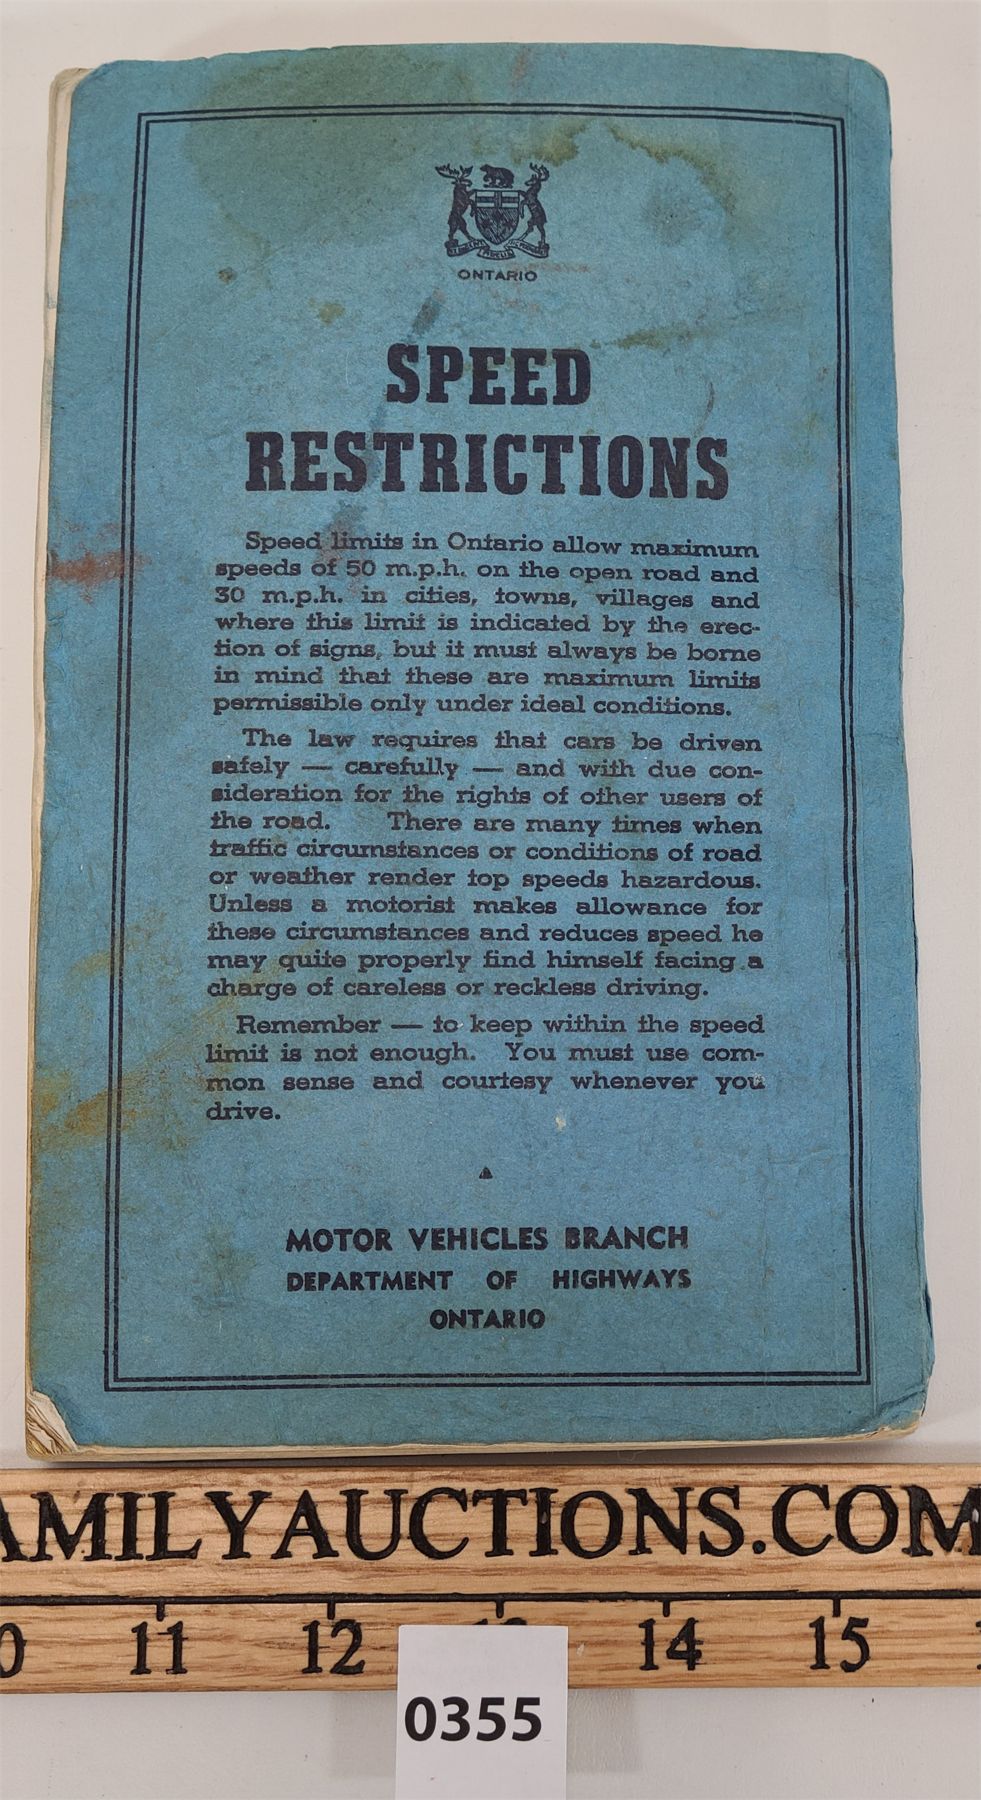 ONTARIO
SPEED
RESTRICTIONS
Speed limits in Ontario allow maximum
speeds of 50 m.p.h. on the open road and
30 m.p.h. in cities, towns, villages and
where this limit is indicated by the erec-
tion of signs, but it must always be borne
in mind that these are maximum limits
permissible only under ideal conditions.
The law requires that cars be driven
safely — carefully — and with due con-
sideration for the rights of other users of
the road. There are many times when
traffic circumstances or conditions of road
or weather render top speeds hazardous.
Unless a motorist makes allowance for
these circumstances and reduces speed he
may quite properly find himself facing a
charge of careless or reckless driving.
Remember — to keep within the speed
limit is not enough. You must use com-
mon sense and courtesy whenever you
drive.
MOTOR VEHICLES BRANCH
DEPARTMENT OF HIGHWAYS
ONTARIO
AMILYAUCTIONS.COM
0 11 12 14 15
0355